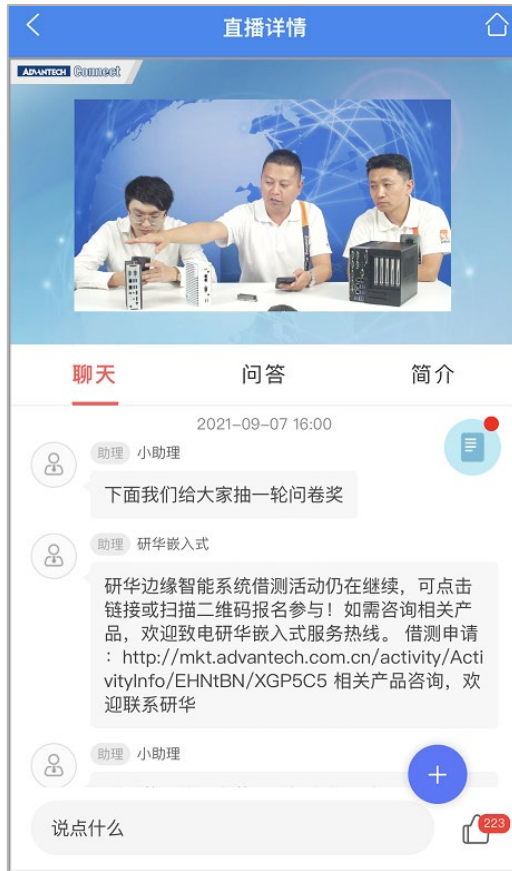 直播详情
ADVANTECH Connect
聊天
问答
简介
2021-09-07 16:00
助理 小助理
下面我们给大家抽一轮问卷奖
助理 研华嵌入式
研华边缘智能系统借测活动仍在继续，可点击
链接或扫描二维码报名参与！如需咨询相关产
品，欢迎致电研华嵌入式服务热线。 借测申请
：http://mkt.advantech.com.cn/activity/Acti
vityInfo/EHNtBN/XGP5C5 相关产品咨询，欢
迎联系研华
助理 小助理
说点什么
223